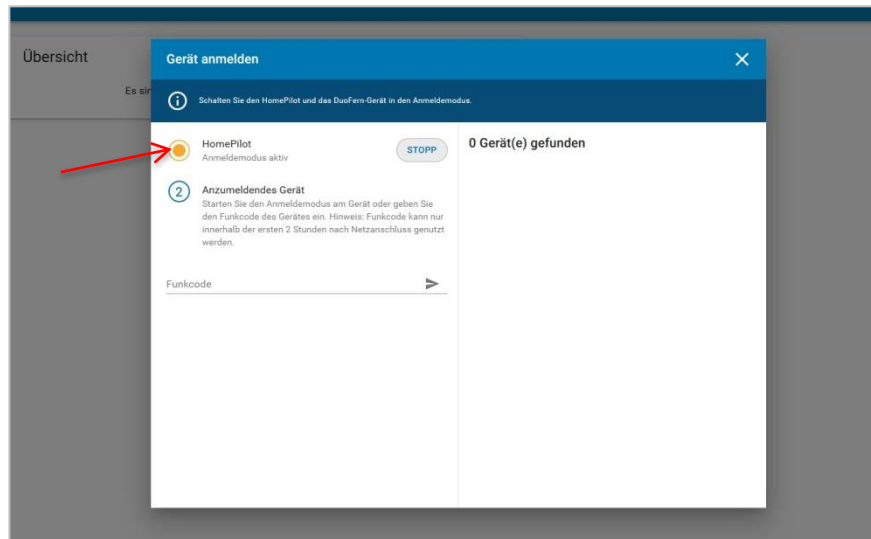 Übersicht
Es sin
Gerät anmelden
Schalten Sie den HomePilot und das DuoFern-Gerät in den Anmeldemodus.
HomePilot
Anmeldemodus aktiv
STOPP
2
Anzumeldendes Gerät
Starten Sie den Anmeldemodus am Gerät oder geben Sie
den Funkcode des Gerätes ein. Hinweis: Funkcode kann nur
innerhalb der ersten 2 Stunden nach Netzanschluss genutzt
werden.
Funkcode
0 Gerät(e) gefunden